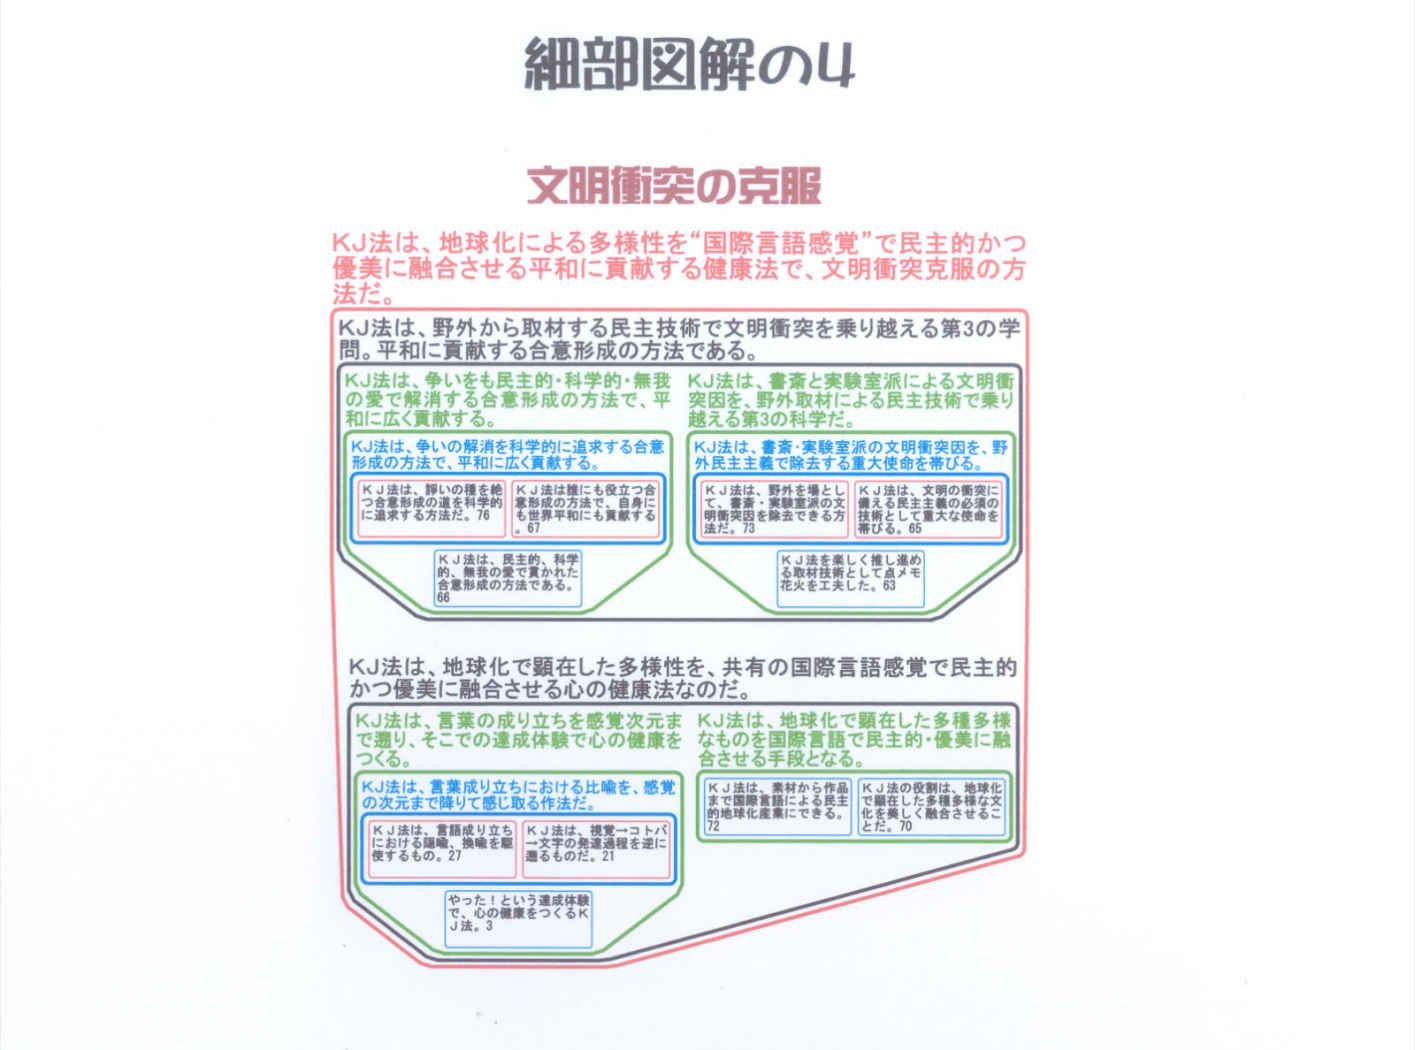 細部図解の4
文明衝突の克服
KJ法は、地球化による多様性を“国際言語感覚”で民主的かつ
優美に融合させる平和に貢献する健康法で、文明衝突克服の方
法だ。
KJ法は、野外から取材する民主技術で文明衝突を乗り越える第3の学
問。平和に貢献する合意形成の方法である。
KJ法は、争いをも民主的・科学的・無我
の愛で解消する合意形成の方法で、平
和に広く貢献する。
KJ法は、争いの解消を科学的に追求する合意
形成の方法で、平和に広く貢献する。
KJ法は、諍いの種を絶
つ合意形成の道を科学的
に追求する方法だ。76
KJ法は誰にも役立つ合
意形成の方法で、自身に
も世界平和にも貢献する
。67
KJ法は、民主的、科学
的、無我の愛で貫かれた
合意形成の方法である。
66
KJ法は、書斎と実験室派による文明衝
突因を、野外取材による民主技術で乗り
越える第3の科学だ。
KJ法は、書斎・実験室派の文明衝突因を、野
外民主主義で除去する重大使命を帯びる。
KJ法は、野外を場とし
て、書斎・実験室派の文
明衝突因を除去できる方
法だ。73
KJ法は、文明の衝突に
備える民主主義の必須の
技術として重大な使命を
帯びる。65
KJ法を楽しく推し進め
る取材技術として点メモ
花火を工夫した。63
KJ法は、地球化で顕在した多様性を、共有の国際言語感覚で民主的
かつ優美に融合させる心の健康法なのだ。
KJ法は、言葉の成り立ちを感覚次元ま
で遡り、そこでの達成体験で心の健康を
つくる。
KJ法は、言葉成り立ちにおける比喩を、感覚
の次元まで降りて感じ取る作法だ。
KJ法は、言語成り立ち
における隠喩、換喩を駆
使するもの。27
KJ法は、視覚→コトバ
→文字の発達過程を逆に
遡るものだ。21
やった!という達成体験
で、心の健康をつくるK
J法。3
KJ法は、地球化で顕在した多種多様
なものを国際言語で民主的・優美に融
合させる手段となる。
KJ法は、素材から作品
まで国際言語による民主
的地球化産業にできる。
72
KJ法の役割は、地球化
で顕在した多種多様な文
化を美しく融合させるこ
とだ。70